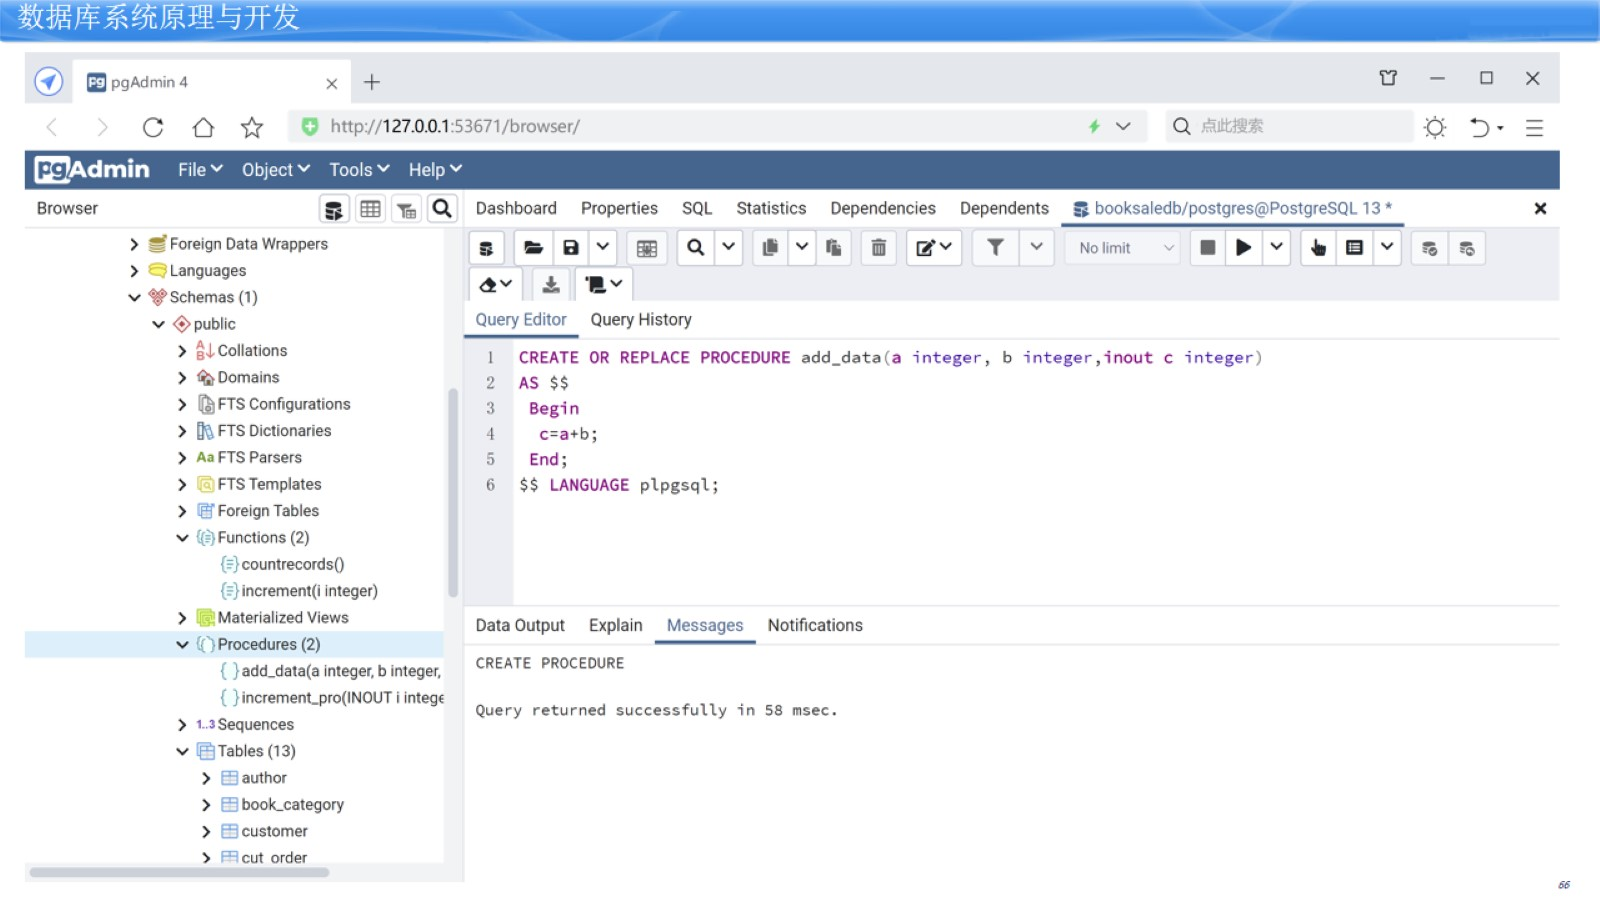 数据库系统原理与开发
pgAdmin 4
http://127.0.0.1:53671/browser/
点此搜索
pgAdmin File Object Tools Help
Browser
Dashboard Properties SQL Statistics Dependencies Dependents booksaledb/postgres@PostgreSQL 13 *
No limit
Foreign Data Wrappers
Languages
Schemas (1)
public
Collations
Domains
FTS Configurations
FTS Dictionaries
Aa FTS Parsers
FTS Templates
Foreign Tables
Functions (2)
countrecords()
increment(i integer)
Materialized Views
Procedures (2)
add_data(a integer, b integer,
increment_pro(INOUT i intege
1..3 Sequences
Tables (13)
author
book_category
customer
cut_order
Query Editor Query History
1 CREATE OR REPLACE PROCEDURE add_data(a integer, b integer,inout c integer)
2 AS $$
3 Begin
4 c=a+b;
5 End;
6 $$ LANGUAGE plpgsql;
Data Output Explain Messages Notifications
CREATE PROCEDURE
Query returned successfully in 58 msec.
66